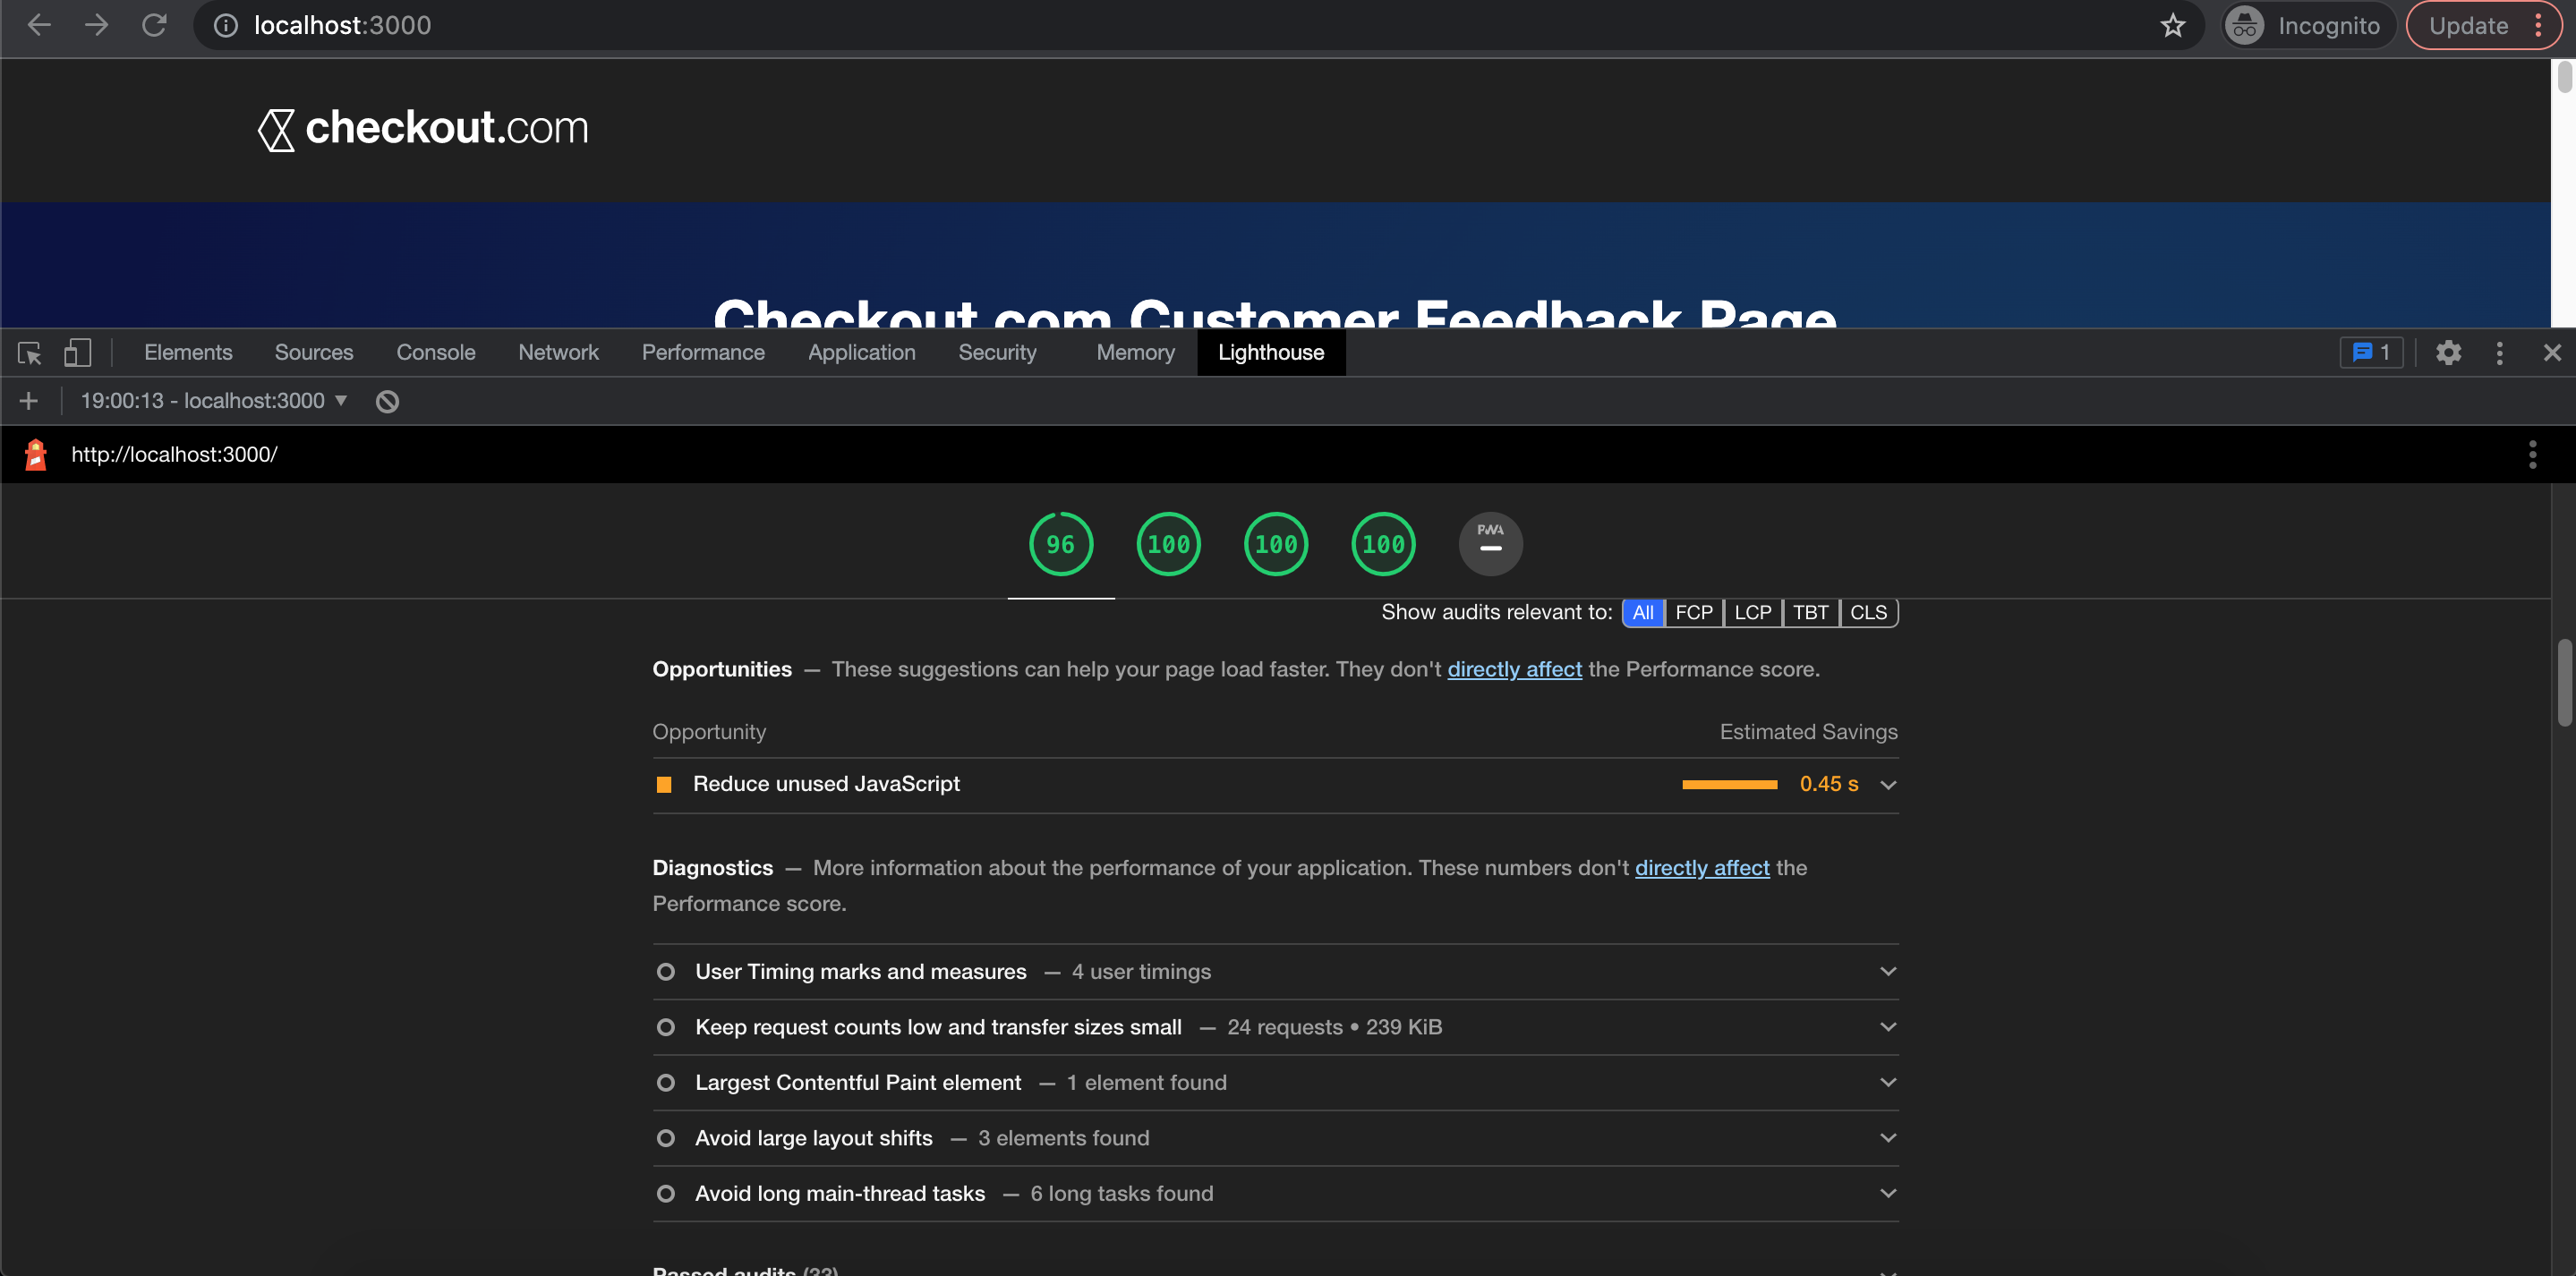 localhost:3000
Incognito
Update
checkout.com
Checkout.com Customer Feedback Page
Elements Sources Console Network Performance Application Security Memory Lighthouse 1
19:00:13 - localhost:3000
http://localhost:3000/
96 100 100 100 PWA
Show audits relevant to: All FCP LCP TBT CLS
Opportunities — These suggestions can help your page load faster. They don't directly affect the Performance score.
Opportunity Estimated Savings
Reduce unused JavaScript 0.45 s
Diagnostics — More information about the performance of your application. These numbers don't directly affect the
Performance score.
User Timing marks and measures — 4 user timings
Keep request counts low and transfer sizes small — 24 requests • 239 KiB
Largest Contentful Paint element — 1 element found
Avoid large layout shifts — 3 elements found
Avoid long main-thread tasks — 6 long tasks found
Passed audits (33)